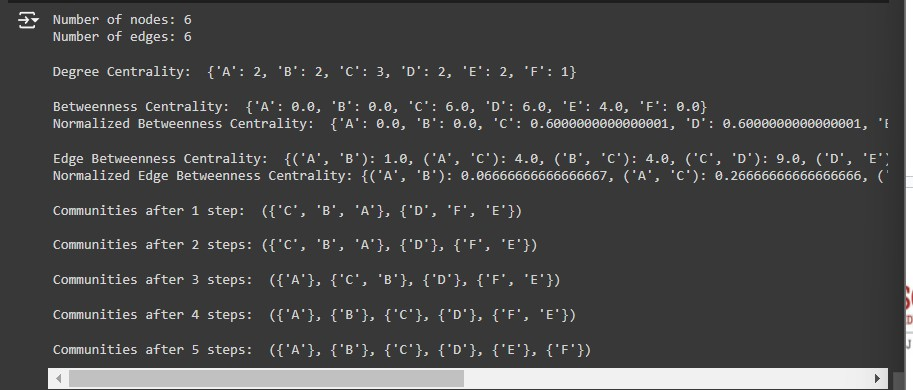 Number of nodes: 6
Number of edges: 6
Degree Centrality:  {'A': 2, 'B': 2, 'C': 3, 'D': 2, 'E': 2, 'F': 1}
Betweenness Centrality:  {'A': 0.0, 'B': 0.0, 'C': 6.0, 'D': 6.0, 'E': 4.0, 'F': 0.0}
Normalized Betweenness Centrality:  {'A': 0.0, 'B': 0.0, 'C': 0.6000000000000001, 'D': 0.6000000000000001, 'E
Edge Betweenness Centrality:  {('A', 'B'): 1.0, ('A', 'C'): 4.0, ('B', 'C'): 4.0, ('C', 'D'): 9.0, ('D', 'E')
Normalized Edge Betweenness Centrality: {('A', 'B'): 0.06666666666666667, ('A', 'C'): 0.26666666666666666, ('
Communities after 1 step:  ({'C', 'B', 'A'}, {'D', 'F', 'E'})
Communities after 2 steps: ({'C', 'B', 'A'}, {'D'}, {'F', 'E'})
Communities after 3 steps:  ({'A'}, {'C', 'B'}, {'D'}, {'F', 'E'})
Communities after 4 steps:  ({'A'}, {'B'}, {'C'}, {'D'}, {'F', 'E'})
Communities after 5 steps:  ({'A'}, {'B'}, {'C'}, {'D'}, {'E'}, {'F'})